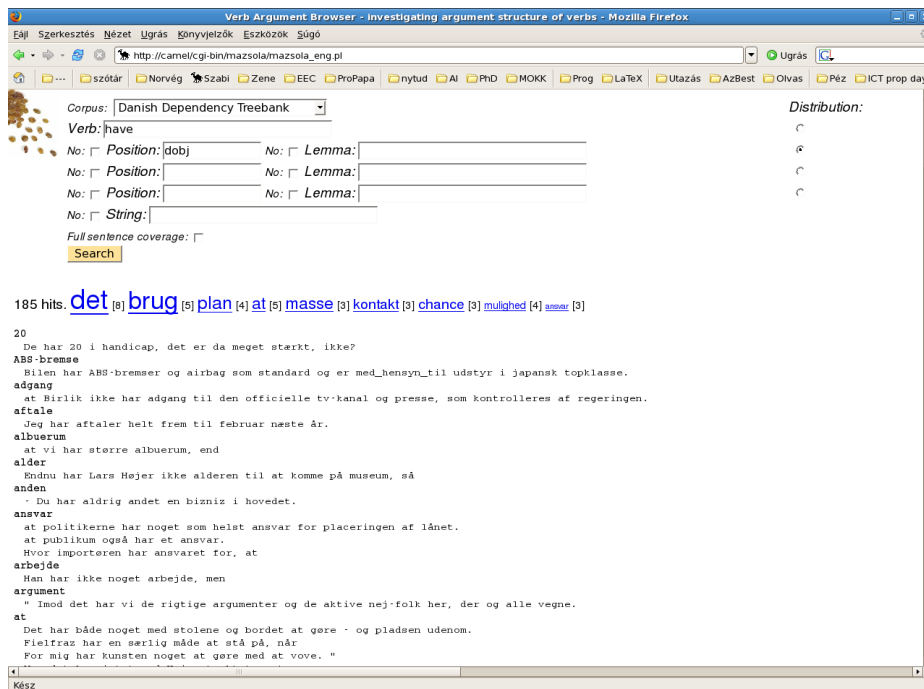 Verb Argument Browser - investigating argument structure of verbs - Mozilla Firefox
Fájl Szerkesztés Nézet Ugrás Könyvjelzők Eszközök Súgó
http://camel/cgi-bin/mazsola/mazsola_eng.pl Ugrás
--- szótár Norvég Szabi Zene EEC ProPapa nytud AI PhD MOKK Prog LaTeX Utazás AzBest Olvas Péz ICT prop day
Corpus: Danish Dependency Treebank Distribution:
Verb: have
No: Position: dobj No: Lemma:
No: Position: No: Lemma:
No: Position: No: Lemma:
No: String:
Full sentence coverage:
Search
185 hits. det [8] brug [5] plan [4] at [5] masse [3] kontakt [3] chance [3] mulighed [4] ansvar [3]
20
De har 20 i handicap, det er da meget stærkt, ikke?
ABS-bremse
Bilen har ABS-bremser og airbag som standard og er med_hensyn_til udstyr i japansk topklasse.
adgang
at Birlik ikke har adgang til den officielle tv-kanal og presse, som kontrolleres af regeringen.
aftale
Jeg har aftaler helt frem til februar næste år.
albuerum
at vi har større albuerum, end
alder
Endnu har Lars Højer ikke alderen til at komme på museum, så
anden
- Du har aldrig andet en bizniz i hovedet.
ansvar
at politikerne har noget som helst ansvar for placeringen af lånet.
at publikum også har et ansvar.
Hvor importøren har ansvaret for, at
arbejde
Han har ikke noget arbejde, men
argument
" Imod det har vi de rigtige argumenter og de aktive nej-folk her, der og alle vegne.
at
Det har både noget med stolene og bordet at gøre - og pladsen udenom.
Fielfraz har en særlig måde at stå på, når
For mig har kunsten noget at gøre med at vove. "
Kész